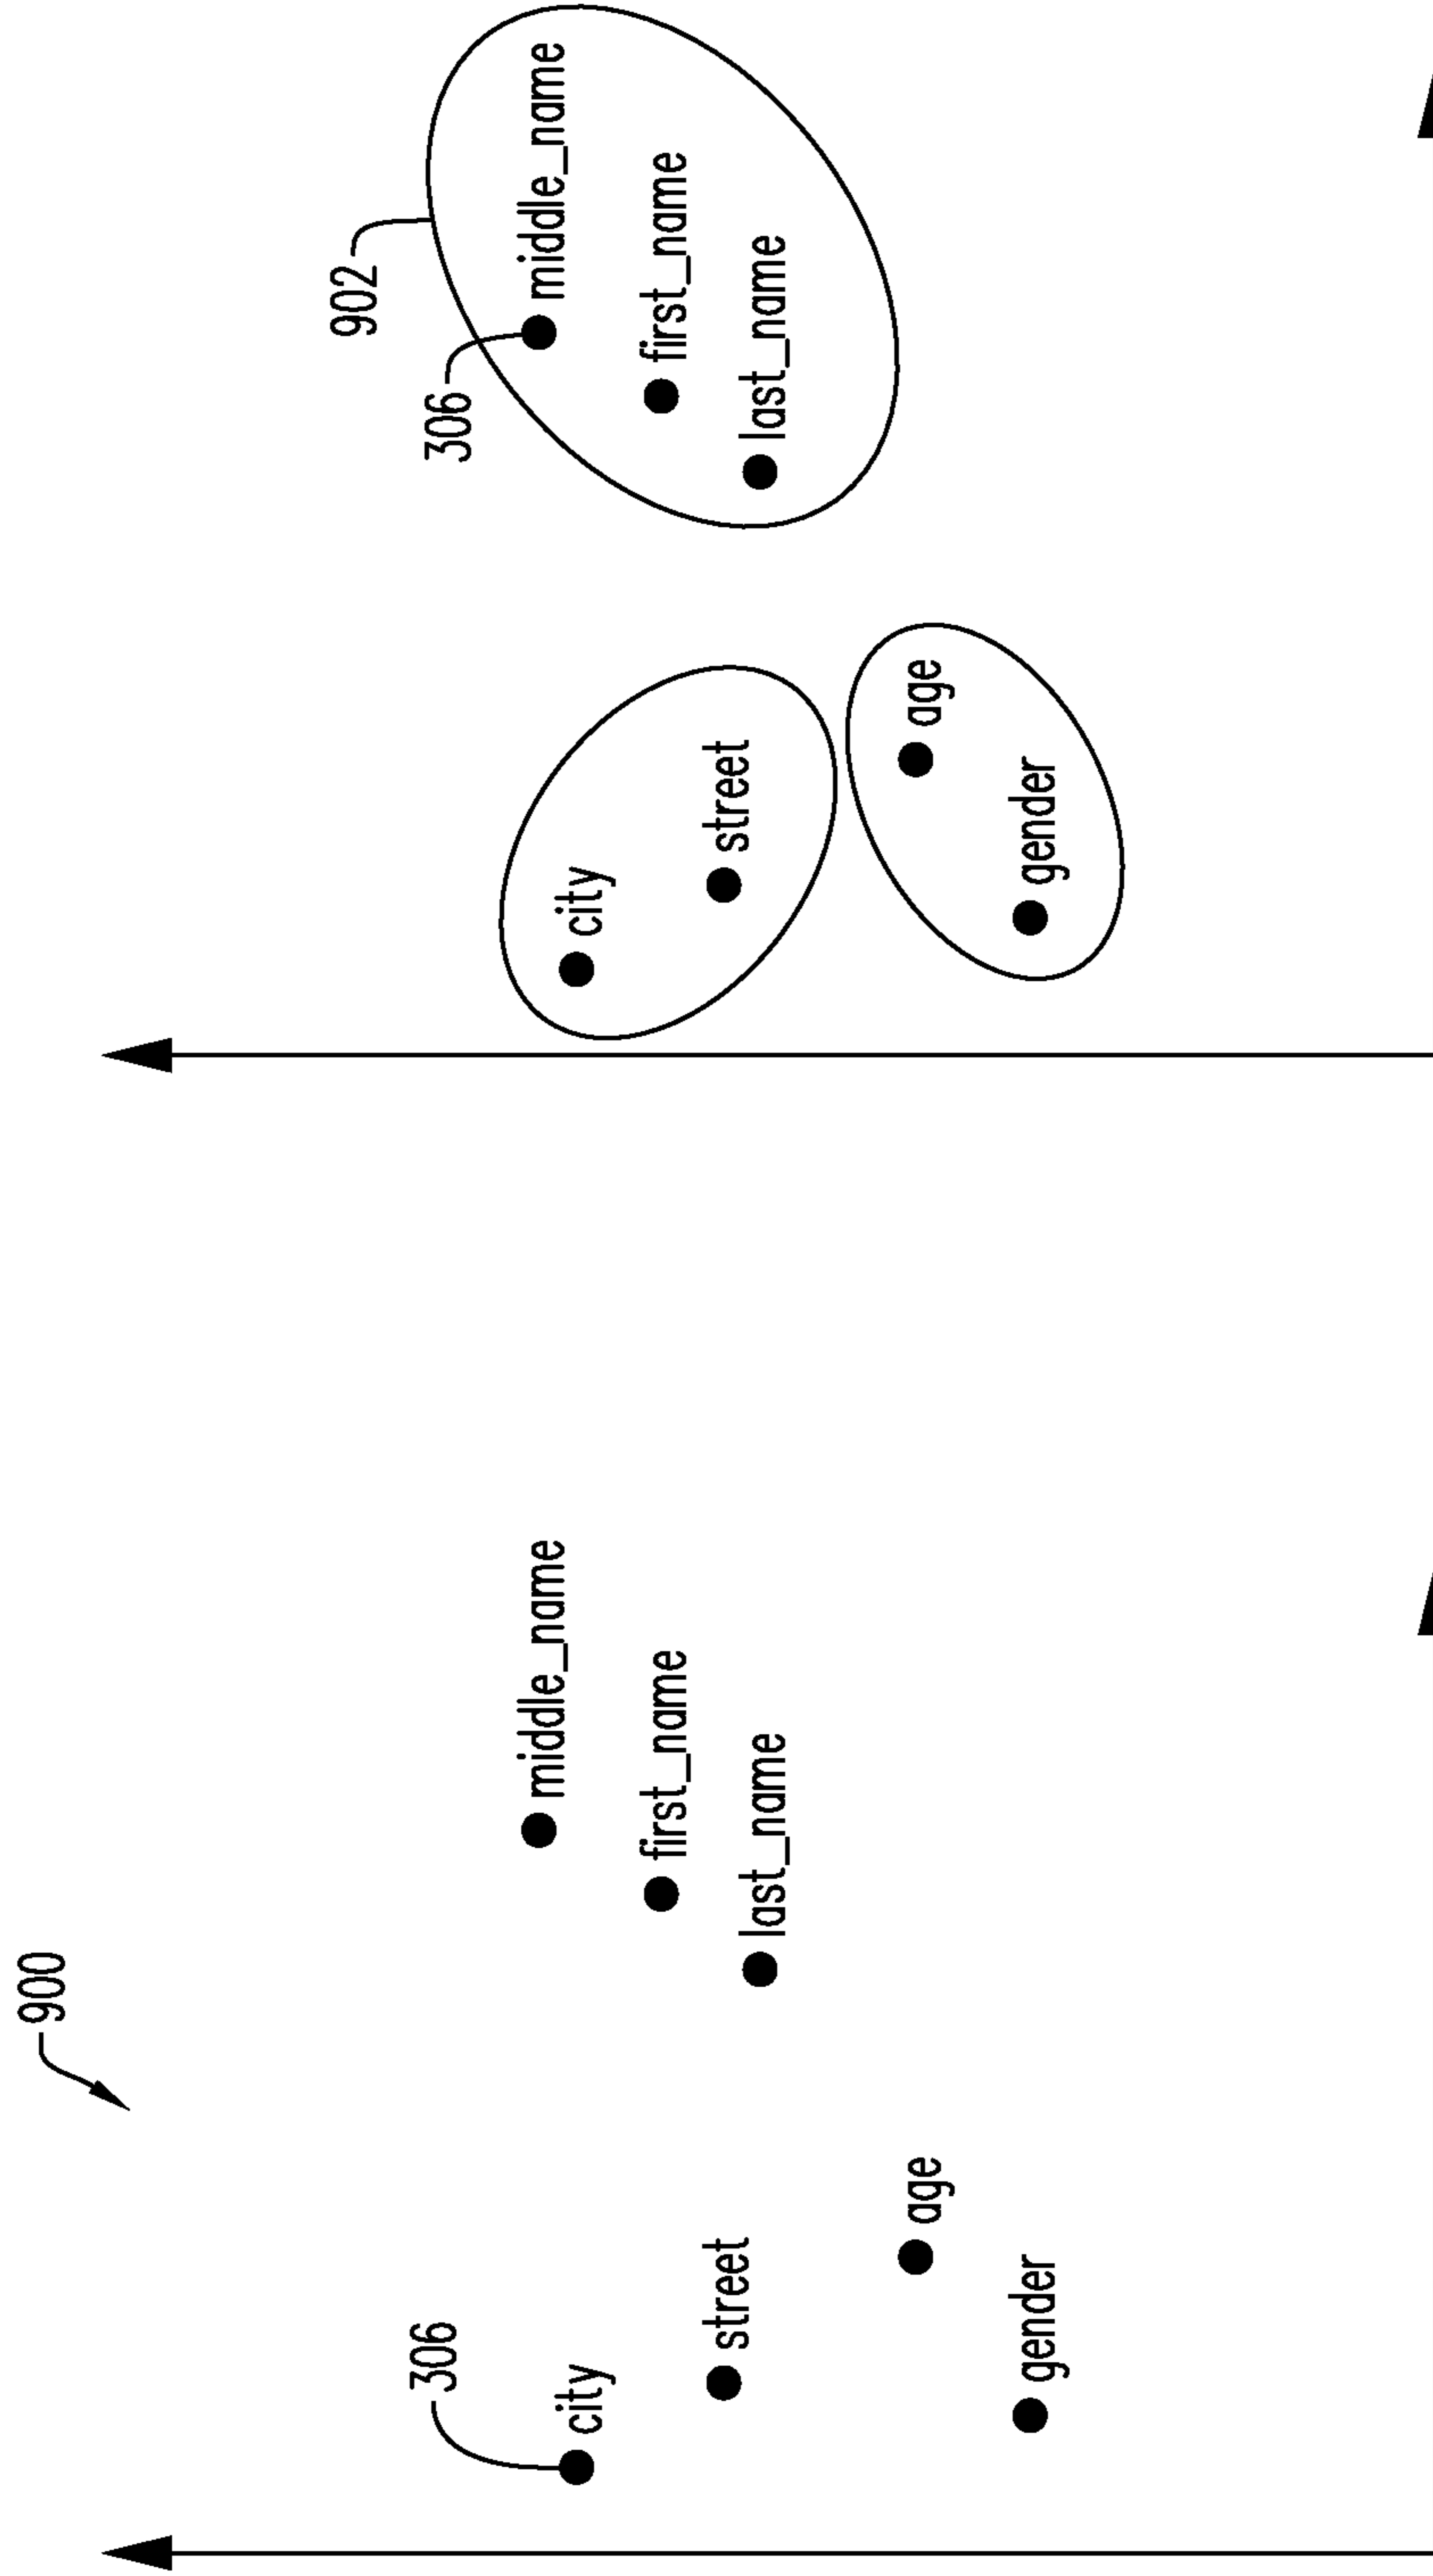 900
306
city
street
age
gender
middle_name
first_name
last_name
902
306
middle_name
first_name
last_name
city
street
age
gender